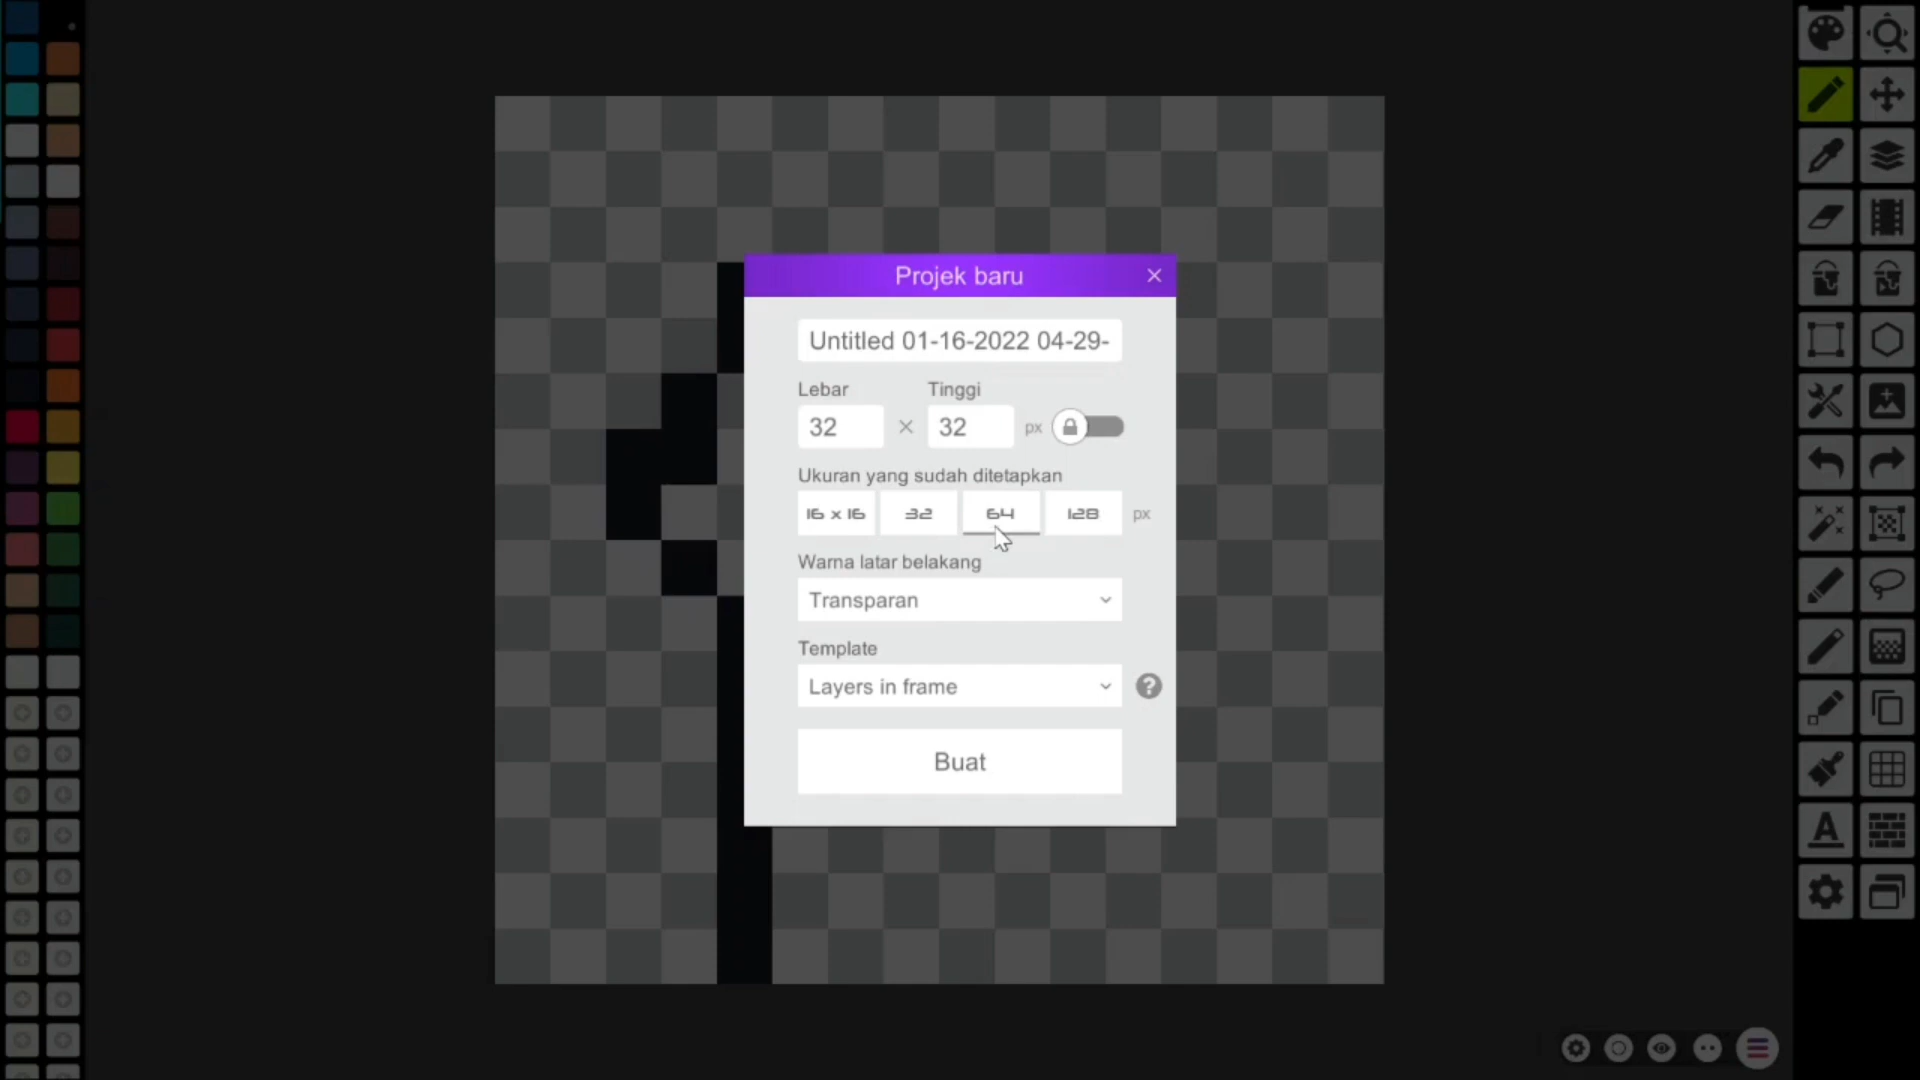 Projek baru
Untitled 01-16-2022 04-29-
Lebar Tinggi
32 × 32 px
Ukuran yang sudah ditetapkan
16 x 16 32 64 128 px
Warna latar belakang
Transparan
Template
Layers in frame
?
Buat
A